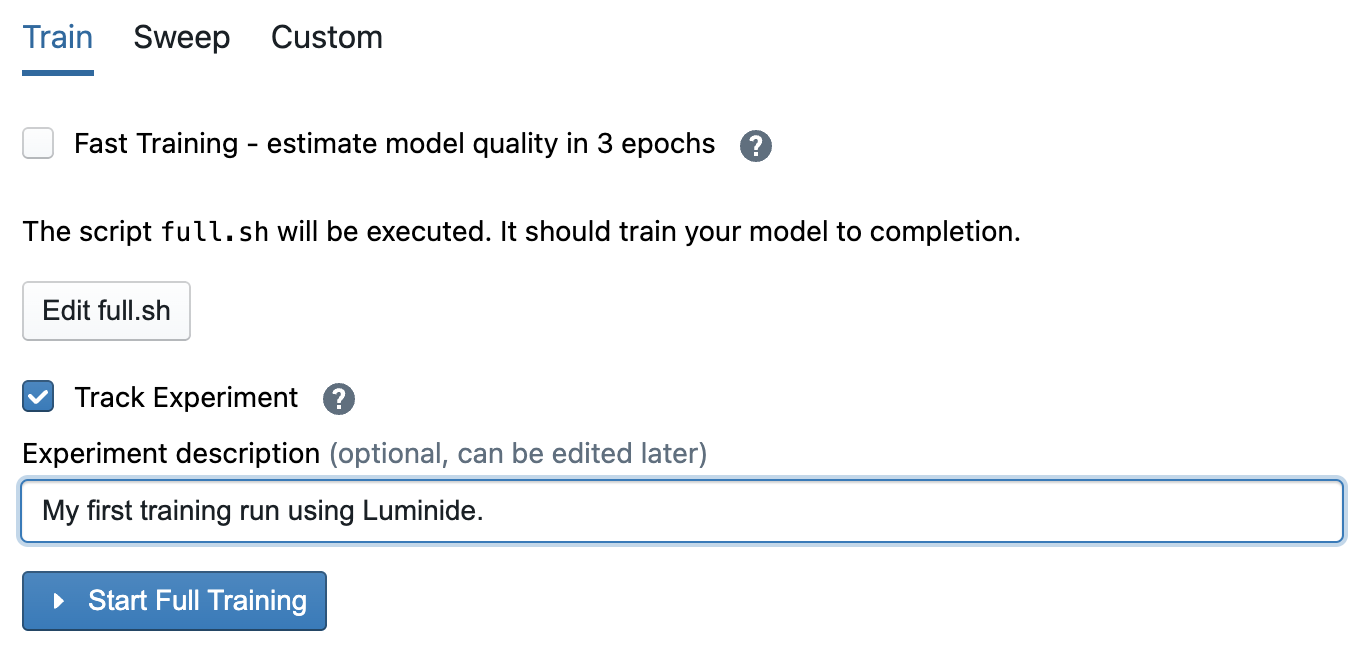 Train Sweep Custom
Fast Training - estimate model quality in 3 epochs ?
The script full.sh will be executed. It should train your model to completion.
Edit full.sh
Track Experiment ?
Experiment description (optional, can be edited later)
My first training run using Luminide.
Start Full Training